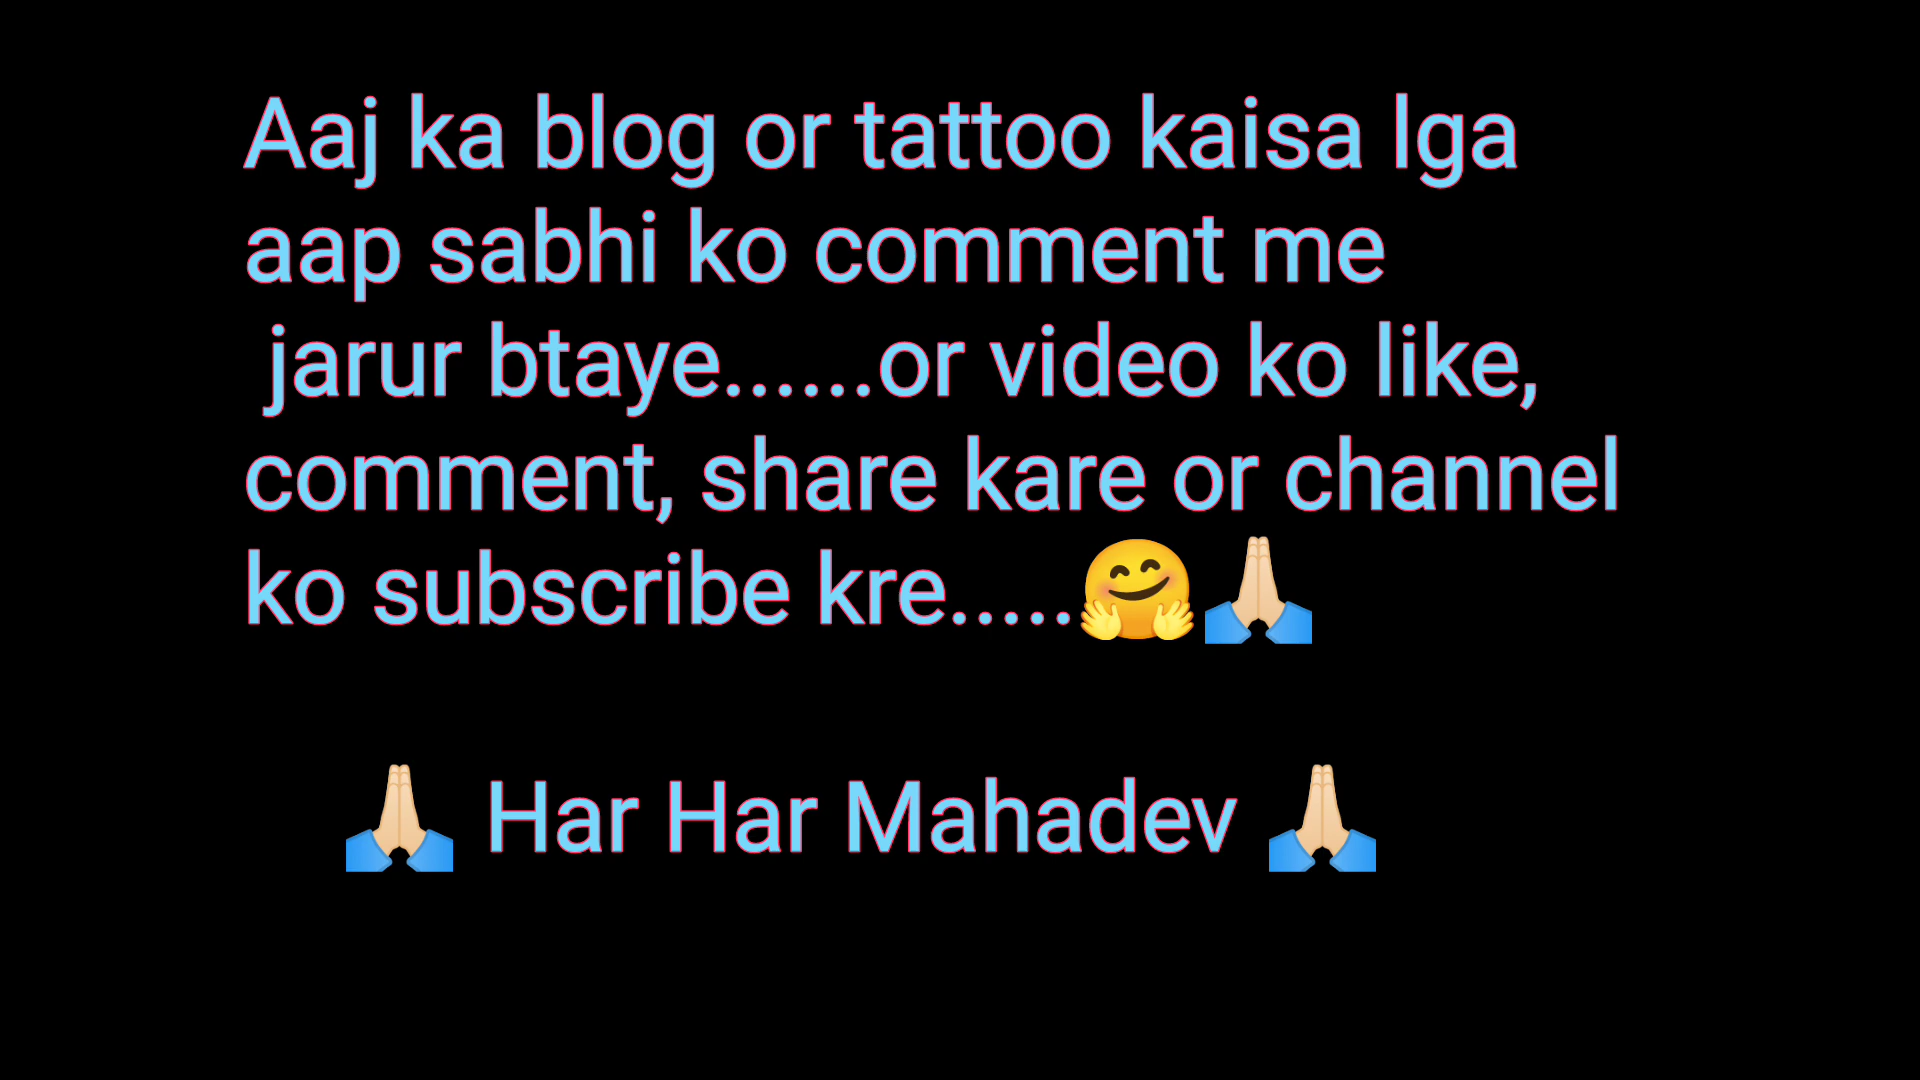 Aaj ka blog or tattoo kaisa lga
aap sabhi ko comment me
jarur btaye......or video ko like,
comment, share kare or channel
ko subscribe kre.....🤗🙏🏻
🙏🏻 Har Har Mahadev 🙏🏻